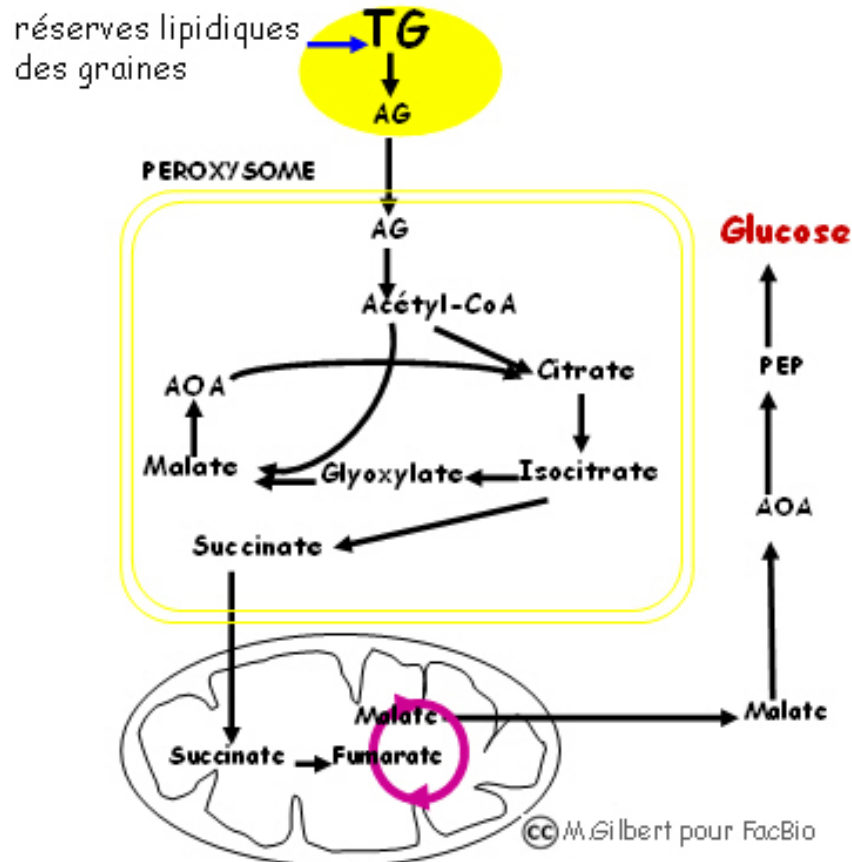 réserves lipidiques
des graines
TG
AG
PEROXYSOME
AG
Glucose
Acétyl-CoA
PEP
Citrate
AOA
Malate
Glyoxylate
Isocitrate
AOA
Succinate
Malate
Malate
Succinate
Fumarate
cc M.Gilbert pour FacBio